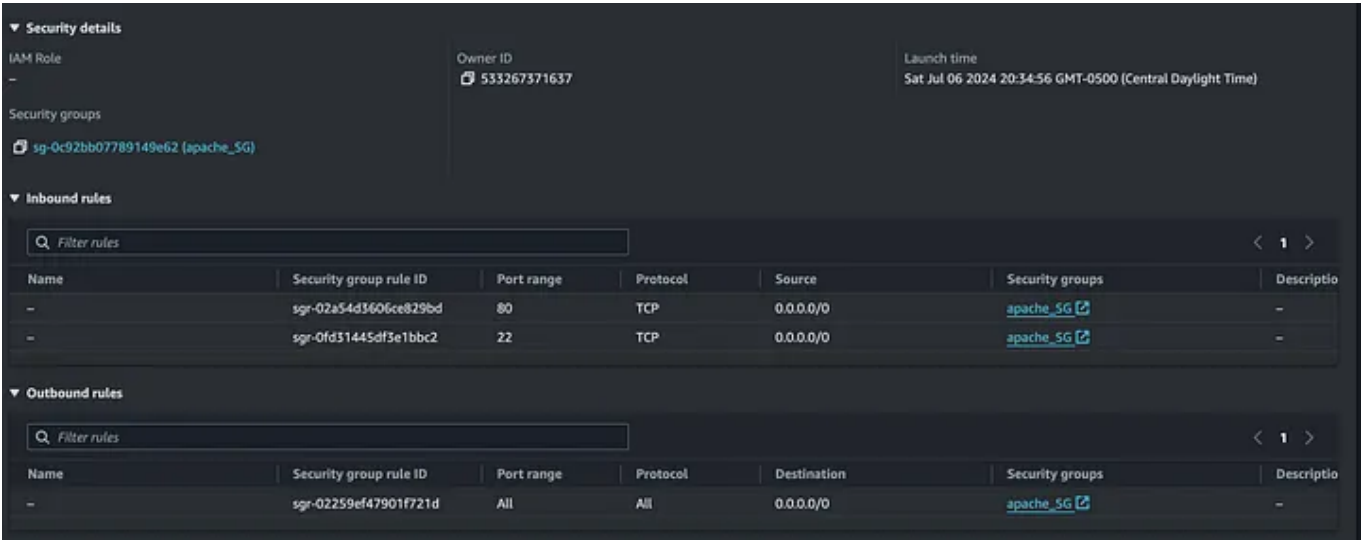 ▼ Security details
IAM Role Owner ID Launch time
– 533267371637 Sat Jul 06 2024 20:34:56 GMT-0500 (Central Daylight Time)
Security groups
sg-0c92bb07789149e62 (apache_SG)
▼ Inbound rules
Filter rules < 1 >
Name Security group rule ID Port range Protocol Source Security groups Descriptio
– sgr-02a54d3606ce829bd 80 TCP 0.0.0.0/0 apache_SG –
– sgr-0fd31445df3e1bbc2 22 TCP 0.0.0.0/0 apache_SG –
▼ Outbound rules
Filter rules < 1 >
Name Security group rule ID Port range Protocol Destination Security groups Descriptio
– sgr-02259ef47901f721d All All 0.0.0.0/0 apache_SG –